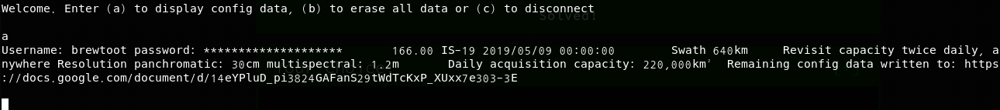 Solved!
Welcome. Enter (a) to display config data, (b) to erase all data or (c) to disconnect
a
Username: brewtoot password: ******************** 166.00 IS-19 2019/05/09 00:00:00 Swath 640km Revisit capacity twice daily, a
nywhere Resolution panchromatic: 30cm multispectral: 1.2m Daily acquisition capacity: 220,000km² Remaining config data written to: https
://docs.google.com/document/d/14eYPluD_pi3824GAFanS29tWdTcKxP_XUxx7e303-3E